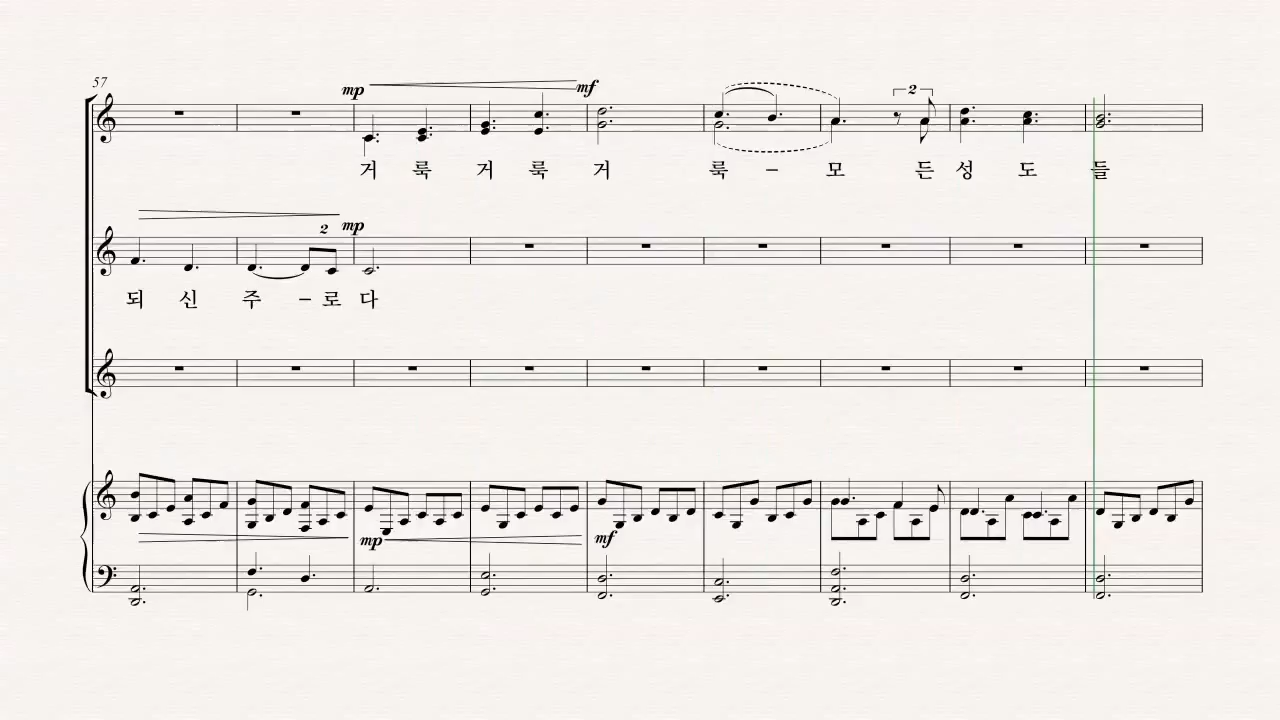 57
mp mf
2
거 룩 거 룩 거 룩 – 모 든 성 도 들
2 mp
되 신 주 – 로 다
mp mf